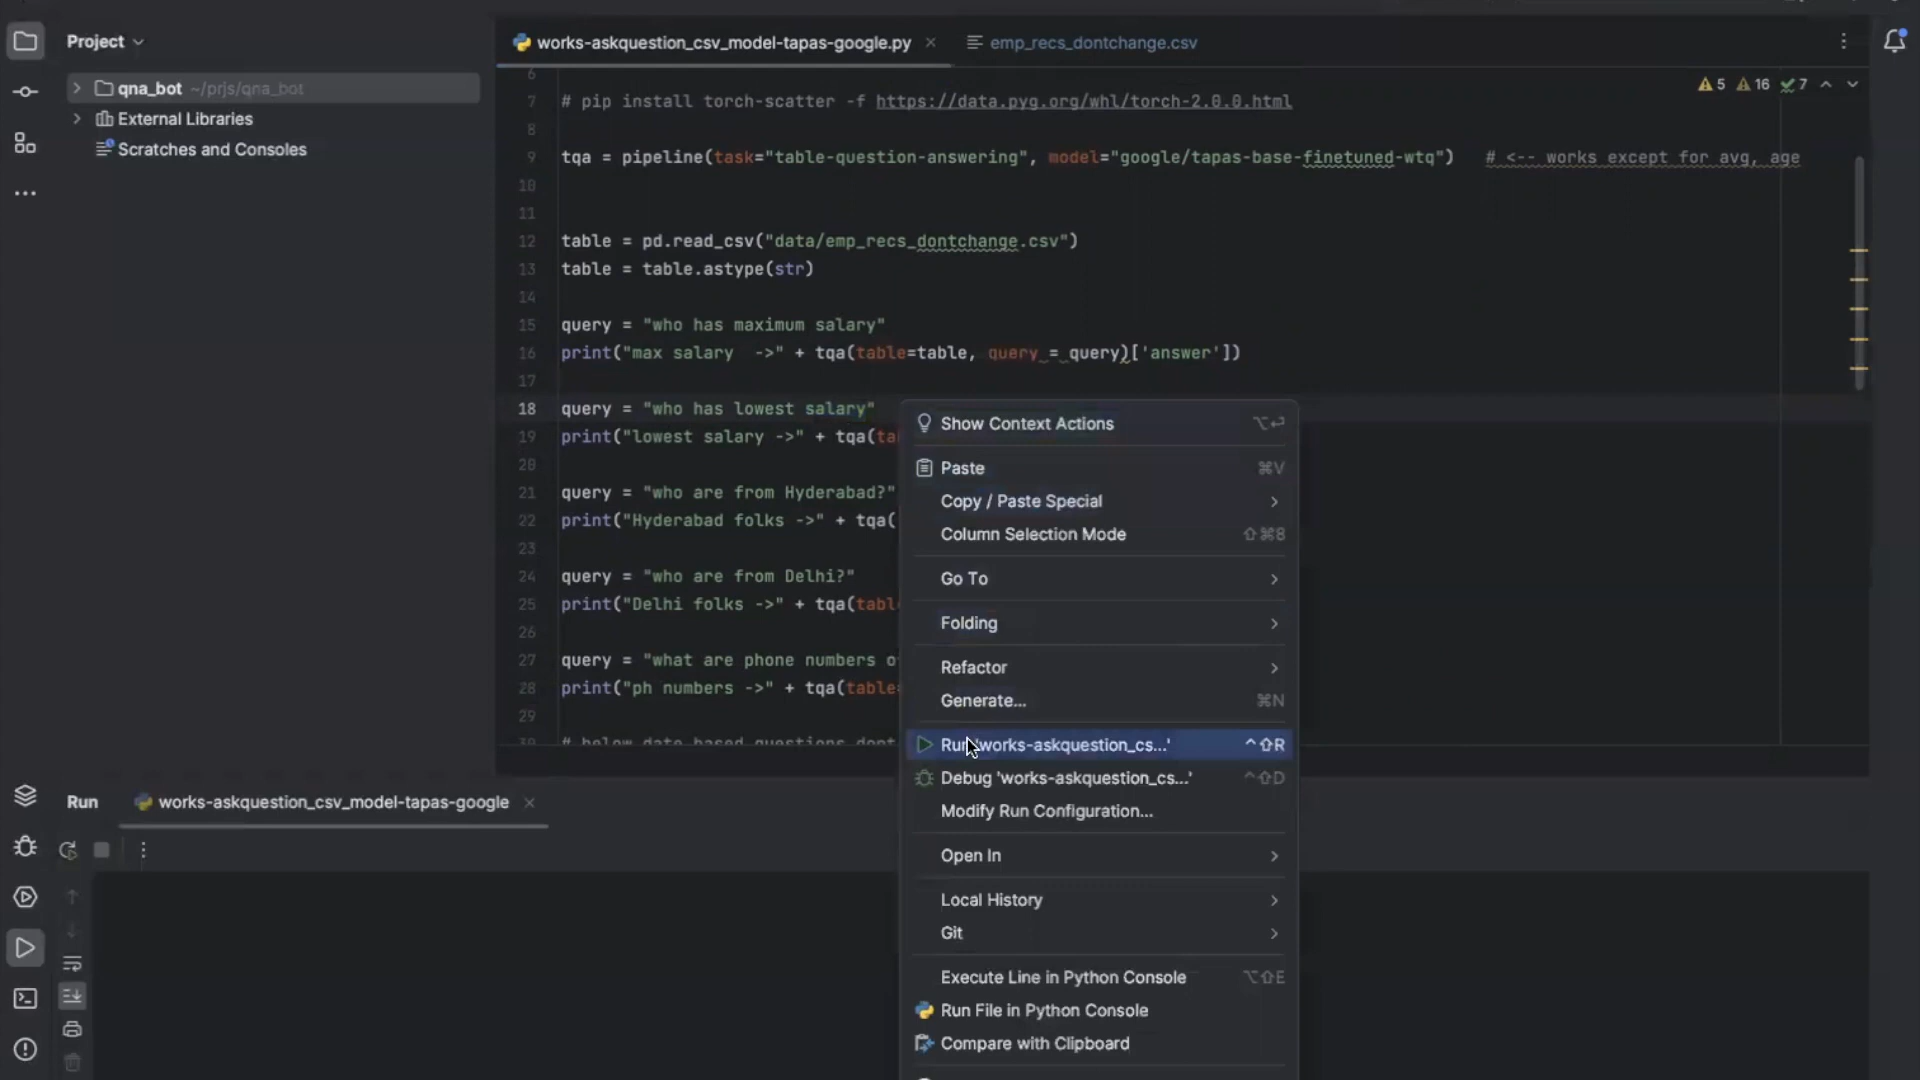 Project
qna_bot ~/prjs/qna_bot
External Libraries
Scratches and Consoles
works-askquestion_csv_model-tapas-google.py
emp_recs_dontchange.csv
5 16 7
6
7 # pip install torch-scatter -f https://data.pyg.org/whl/torch-2.0.0.html
8
9 tqa = pipeline(task="table-question-answering", model="google/tapas-base-finetuned-wtq") # <-- works except for avg, age
10
11
12 table = pd.read_csv("data/emp_recs_dontchange.csv")
13 table = table.astype(str)
14
15 query = "who has maximum salary"
16 print("max salary  ->" + tqa(table=table, query = query)['answer'])
17
18 query = "who has lowest salary"
19 print("lowest salary ->" + tqa(ta
20
21 query = "who are from Hyderabad?"
22 print("Hyderabad folks ->" + tqa(
23
24 query = "who are from Delhi?"
25 print("Delhi folks ->" + tqa(tabl
26
27 query = "what are phone numbers o
28 print("ph numbers ->" + tqa(table=
29
30 # below date based questions dont
Show Context Actions ⌥⏎
Paste ⌘V
Copy / Paste Special
Column Selection Mode ⇧⌘8
Go To
Folding
Refactor
Generate... ⌘N
Run 'works-askquestion_cs...' ^⇧R
Debug 'works-askquestion_cs...' ^⇧D
Modify Run Configuration...
Open In
Local History
Git
Execute Line in Python Console ⌥⇧E
Run File in Python Console
Compare with Clipboard
Run
works-askquestion_csv_model-tapas-google